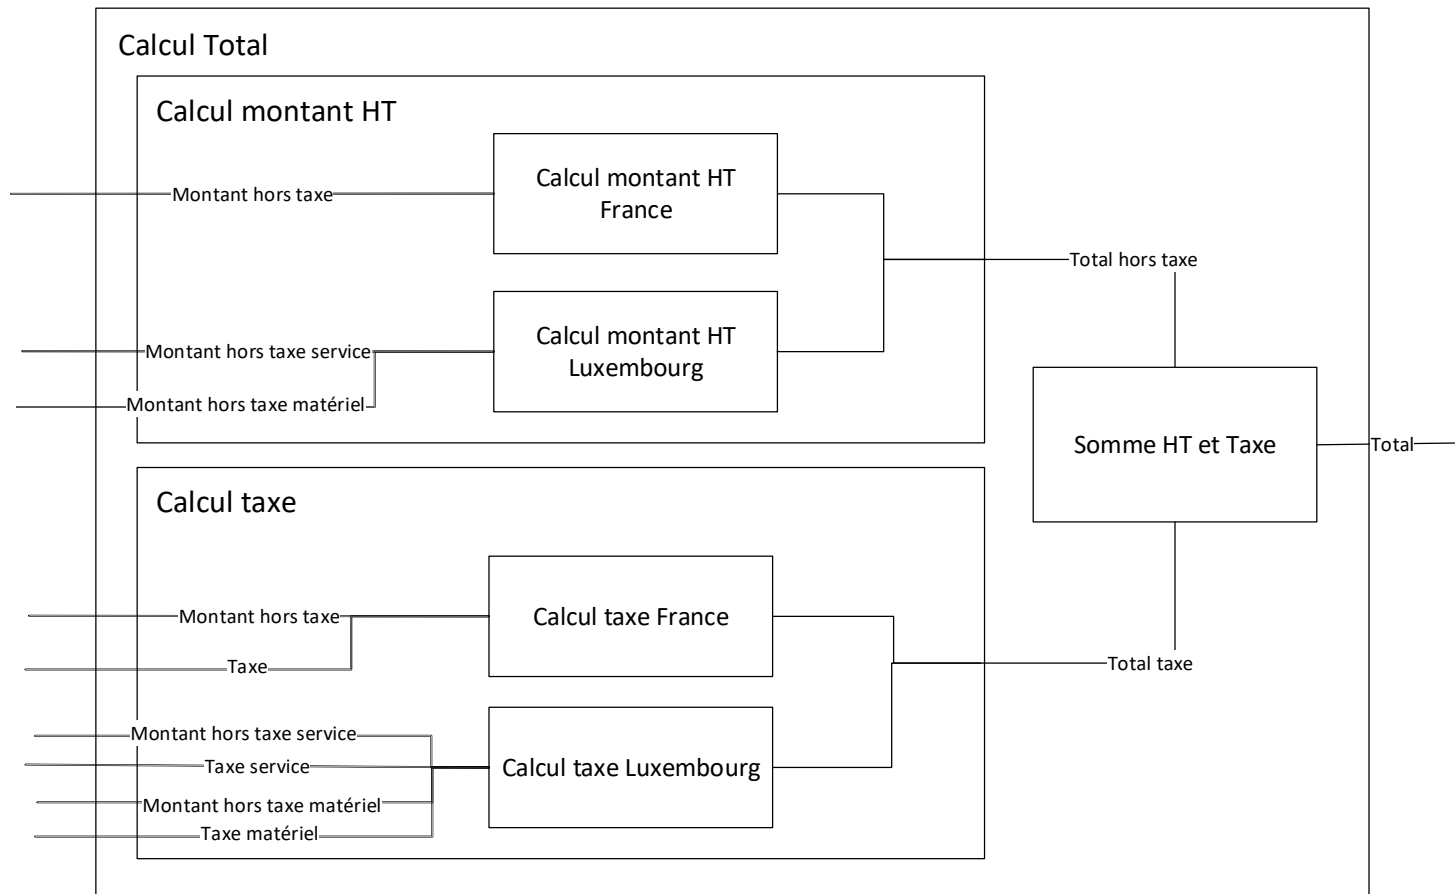 Calcul Total
Calcul montant HT
Montant hors taxe
Calcul montant HT
France
Montant hors taxe service
Montant hors taxe matériel
Calcul montant HT
Luxembourg
Total hors taxe
Somme HT et Taxe
Total
Calcul taxe
Montant hors taxe
Taxe
Calcul taxe France
Montant hors taxe service
Taxe service
Montant hors taxe matériel
Taxe matériel
Calcul taxe Luxembourg
Total taxe